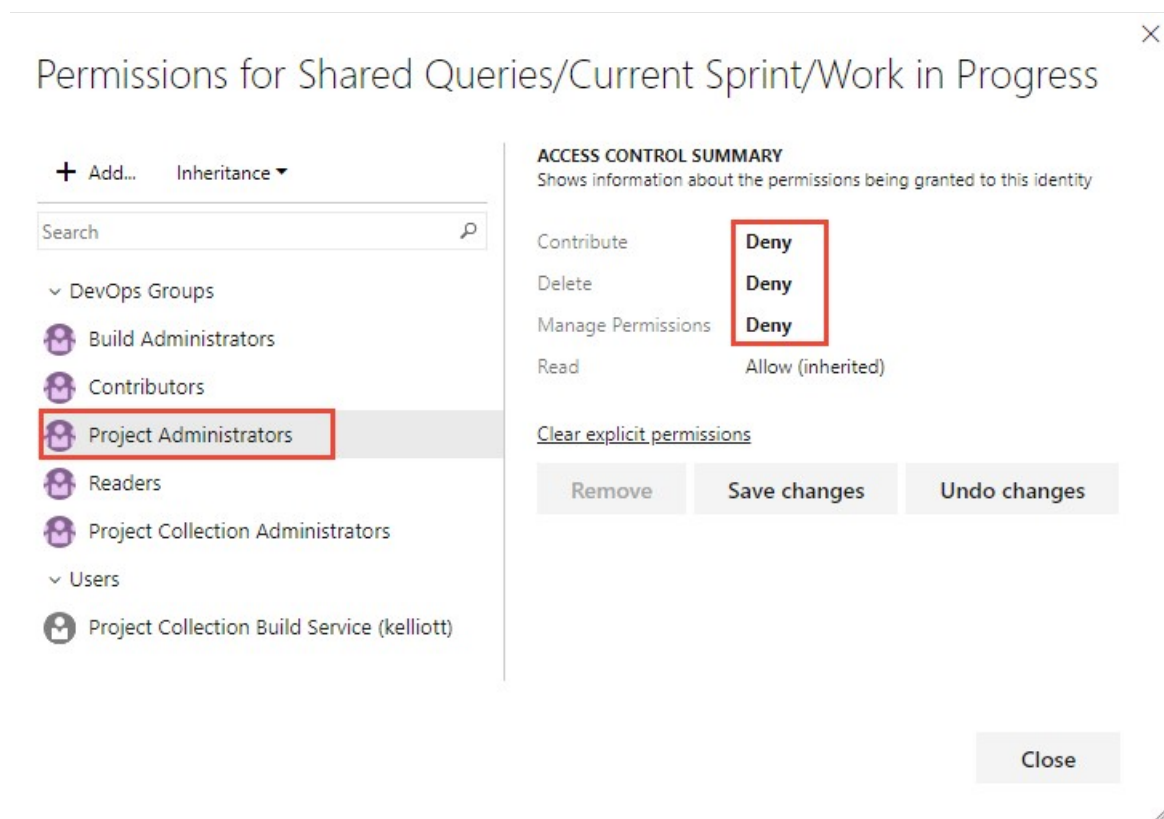 Permissions for Shared Queries/Current Sprint/Work in Progress
Add...
Inheritance
Search
DevOps Groups
Build Administrators
Contributors
Project Administrators
Readers
Project Collection Administrators
Users
Project Collection Build Service (kelliott)
ACCESS CONTROL SUMMARY
Shows information about the permissions being granted to this identity
Contribute Deny
Delete Deny
Manage Permissions Deny
Read Allow (inherited)
Clear explicit permissions
Remove Save changes Undo changes
Close